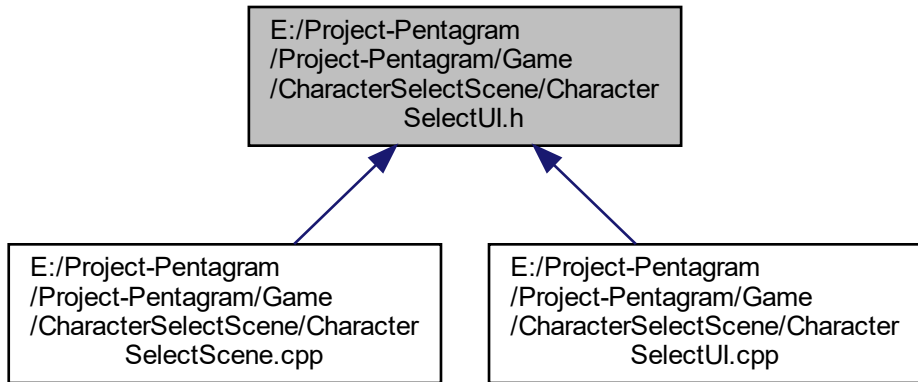 E:/Project-Pentagram
/Project-Pentagram/Game
/CharacterSelectScene/Character
SelectUI.h
E:/Project-Pentagram
/Project-Pentagram/Game
/CharacterSelectScene/Character
SelectScene.cpp
E:/Project-Pentagram
/Project-Pentagram/Game
/CharacterSelectScene/Character
SelectUI.cpp